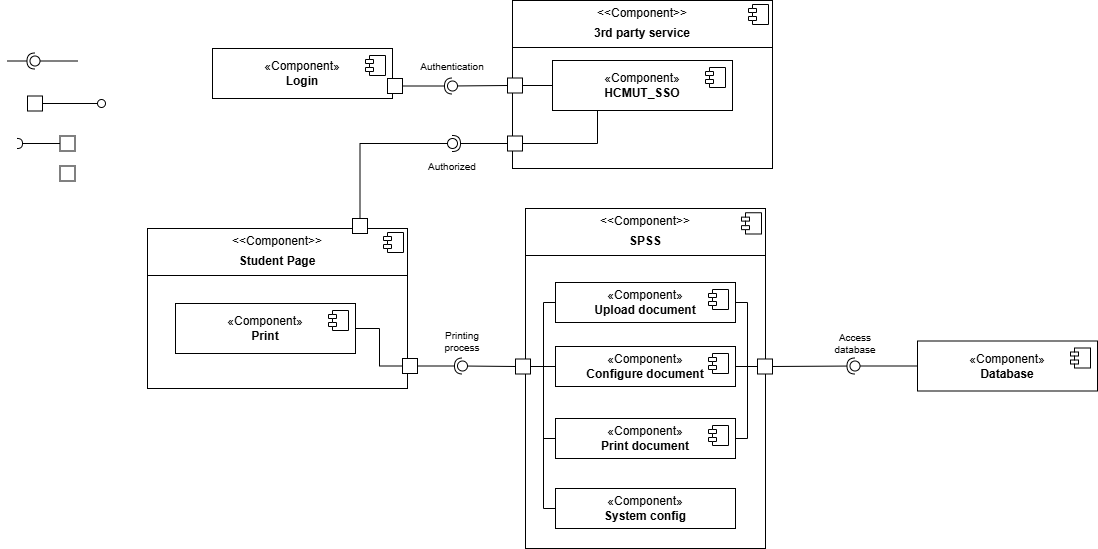 <<Component>>
3rd party service
«Component»
Login
Authentication
«Component»
HCMUT_SSO
Authorized
<<Component>>
Student Page
«Component»
Print
Printing
process
<<Component>>
SPSS
«Component»
Upload document
«Component»
Configure document
«Component»
Print document
«Component»
System config
Access
database
«Component»
Database